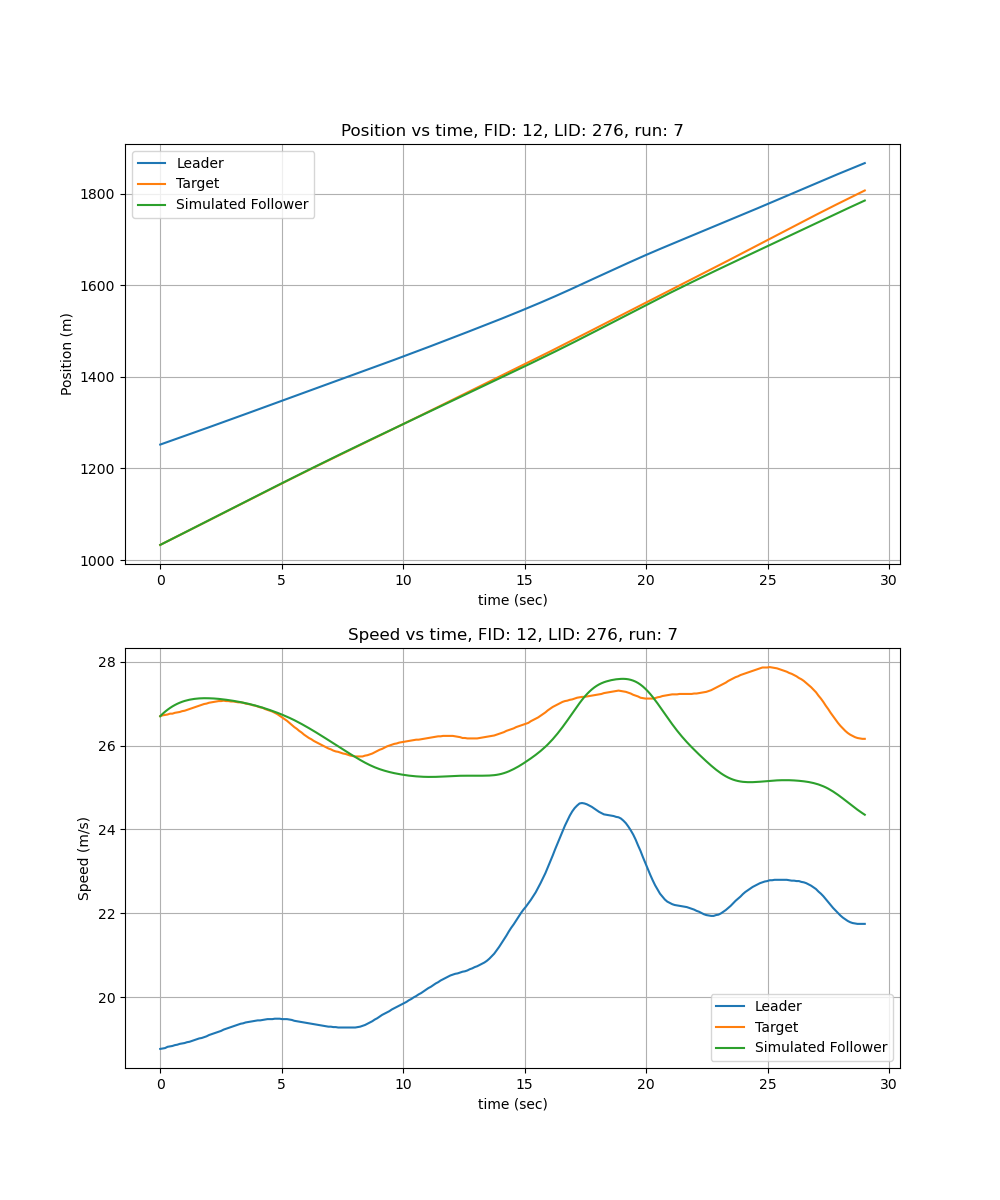 Position vs time, FID: 12, LID: 276, run: 7
Leader
Target
Simulated Follower
1800
1600
1400
1200
1000
Position (m)
0 5 10 15 20 25 30
time (sec)
Speed vs time, FID: 12, LID: 276, run: 7
28
26
24
22
20
Speed (m/s)
Leader
Target
Simulated Follower
0 5 10 15 20 25 30
time (sec)